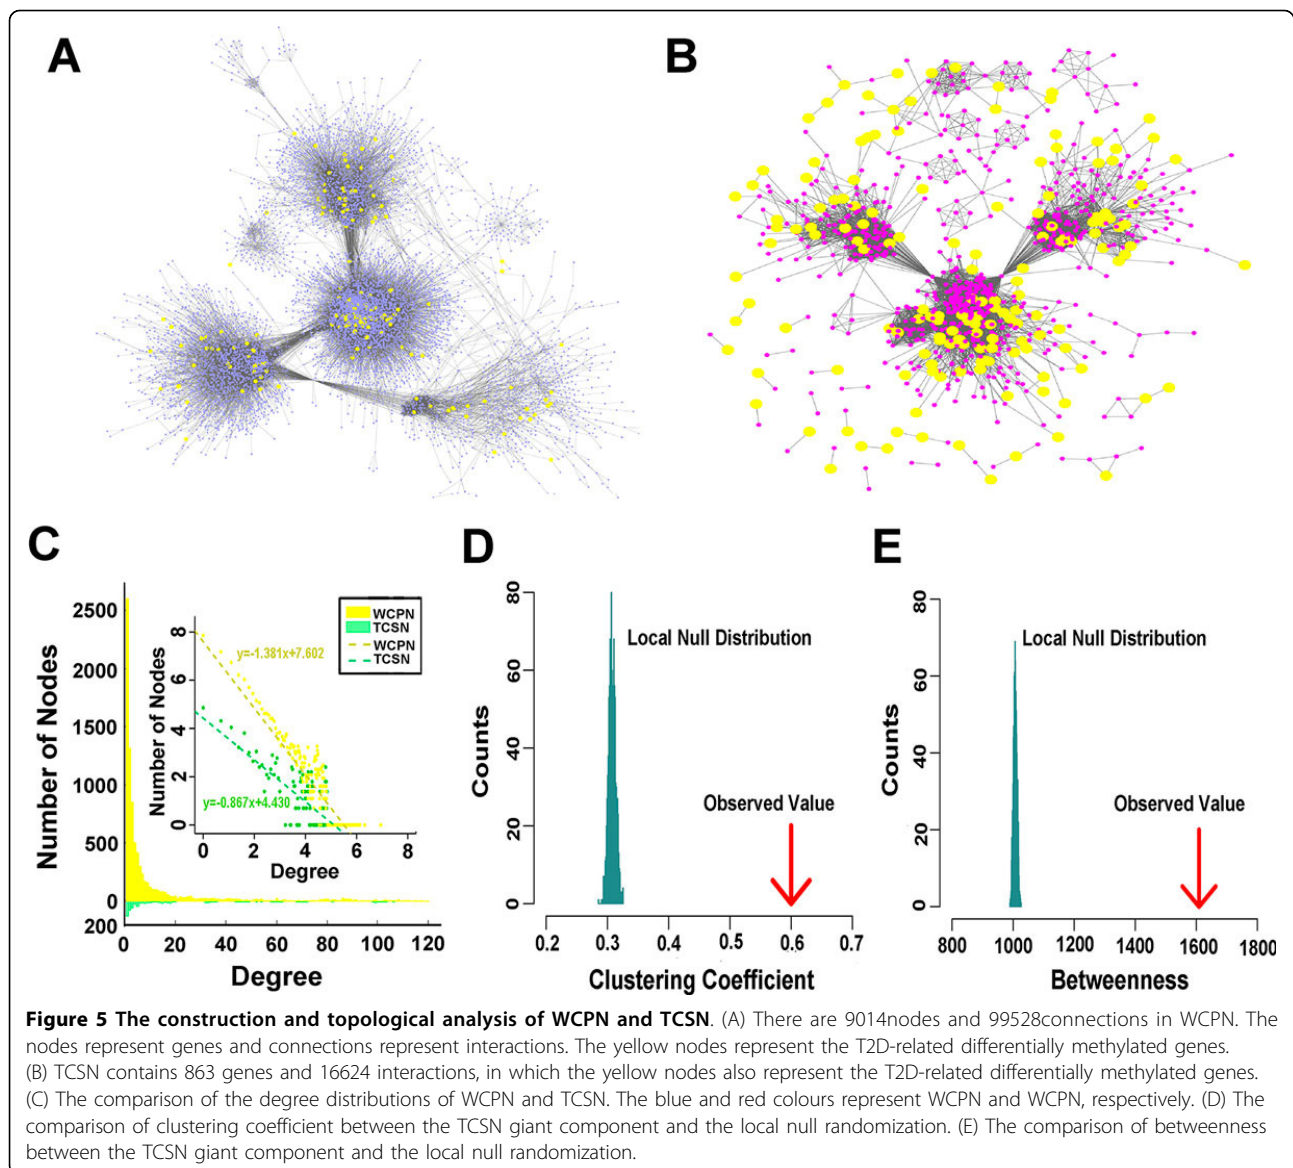 A
B
C
2500
2000
1500
1000
500
0
200
Number of Nodes
0 20 40 60 80 100 120
Degree
WCPN
TCSN
WCPN
TCSN
8
6
4
2
0
Number of Nodes
y=-1.381x+7.602
y=-0.867x+4.430
0 2 4 6 8
Degree
D
80
60
40
20
0
Counts
Local Null Distribution
Observed Value
0.2 0.3 0.4 0.5 0.6 0.7
Clustering Coefficient
E
80
60
40
20
0
Counts
Local Null Distribution
Observed Value
800 1000 1200 1400 1600 1800
Betweenness
Figure 5 The construction and topological analysis of WCPN and TCSN. (A) There are 9014nodes and 99528connections in WCPN. The
nodes represent genes and connections represent interactions. The yellow nodes represent the T2D-related differentially methylated genes.
(B) TCSN contains 863 genes and 16624 interactions, in which the yellow nodes also represent the T2D-related differentially methylated genes.
(C) The comparison of the degree distributions of WCPN and TCSN. The blue and red colours represent WCPN and WCPN, respectively. (D) The
comparison of clustering coefficient between the TCSN giant component and the local null randomization. (E) The comparison of betweenness
between the TCSN giant component and the local null randomization.